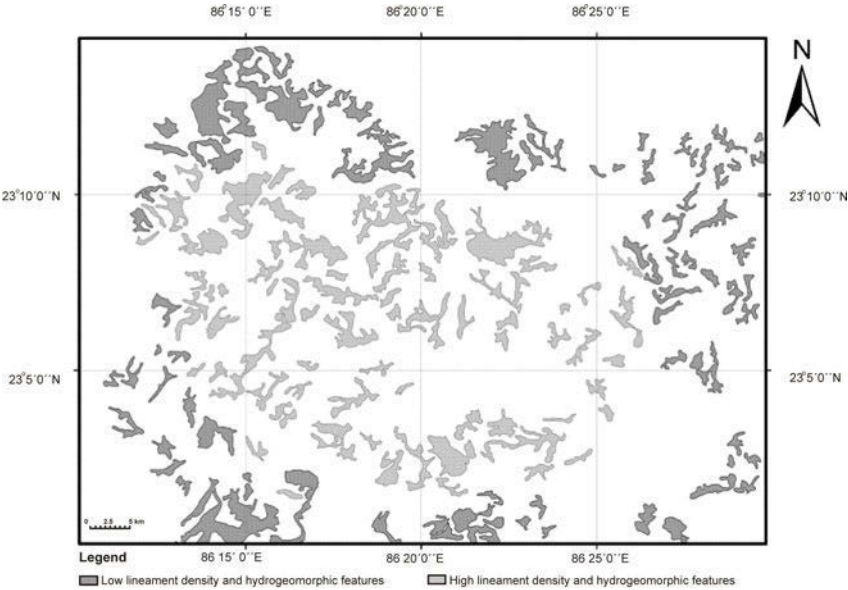 86°15'0''E 86°20'0''E 86°25'0''E
N
23°10'0''N 23°10'0''N
23°5'0''N 23°5'0''N
0 2.5 5 km
Legend 86°15'0''E 86°20'0''E 86°25'0''E
Low lineament density and hydrogeomorphic features High lineament density and hydrogeomorphic features